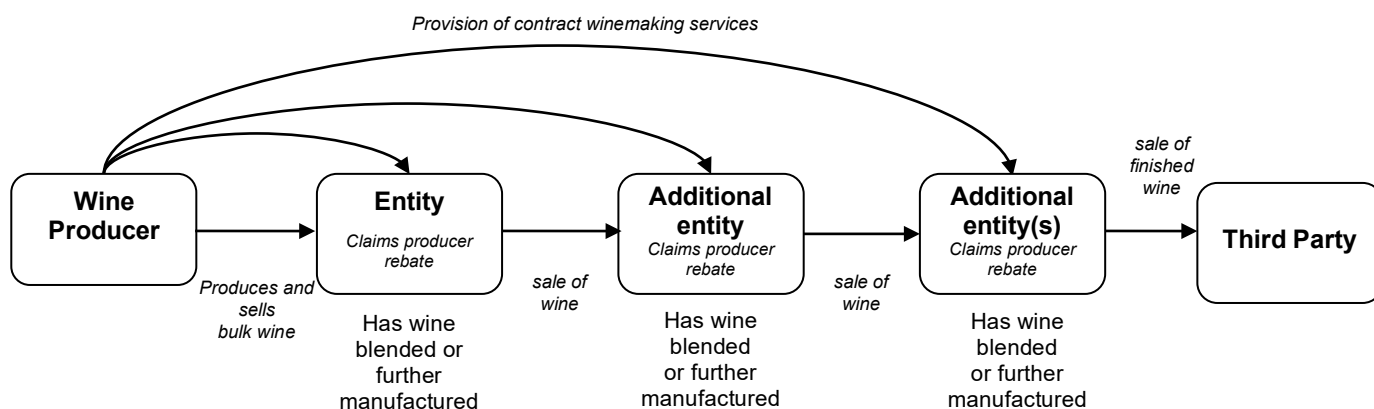 Provision of contract winemaking services
Wine
Producer
Produces and
sells
bulk wine
Entity
Claims producer
rebate
Has wine
blended or
further
manufactured
sale of
wine
Additional
entity
Claims producer
rebate
Has wine
blended
or further
manufactured
sale of
wine
Additional
entity(s)
Claims producer
rebate
Has wine
blended
or further
manufactured
sale of
finished
wine
Third Party